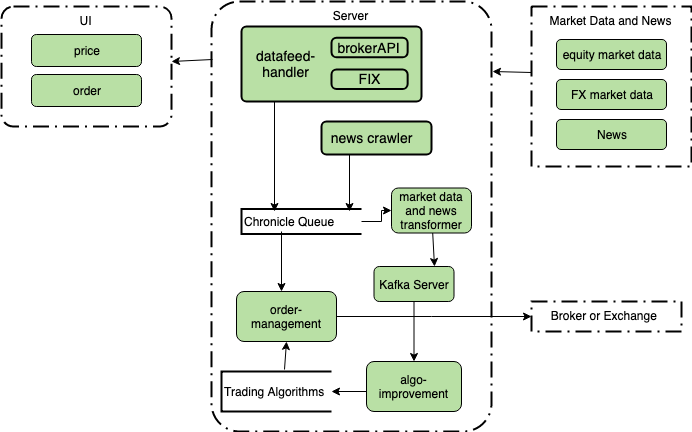 UI
price
order
Server
datafeed-
handler
brokerAPI
FIX
news crawler
Chronicle Queue
market data
and news
transformer
Kafka Server
order-
management
Trading Algorithms
algo-
improvement
Market Data and News
equity market data
FX market data
News
Broker or Exchange